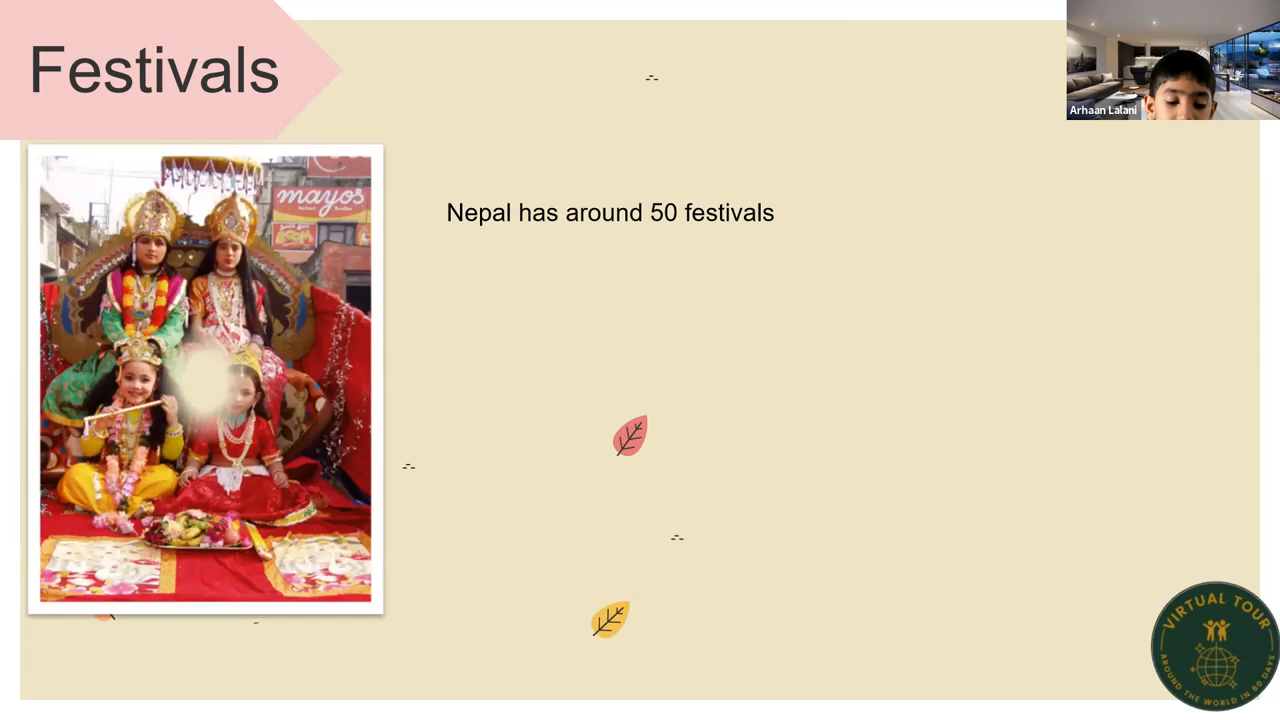 Festivals
Arhaan Lalani
mayos
Nepal has around 50 festivals
VIRTUAL TOUR
AROUND THE WORLD IN 80 DAYS